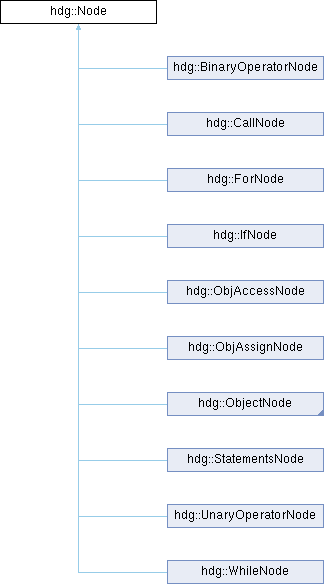 hdg::Node
hdg::BinaryOperatorNode
hdg::CallNode
hdg::ForNode
hdg::IfNode
hdg::ObjAccessNode
hdg::ObjAssignNode
hdg::ObjectNode
hdg::StatementsNode
hdg::UnaryOperatorNode
hdg::WhileNode